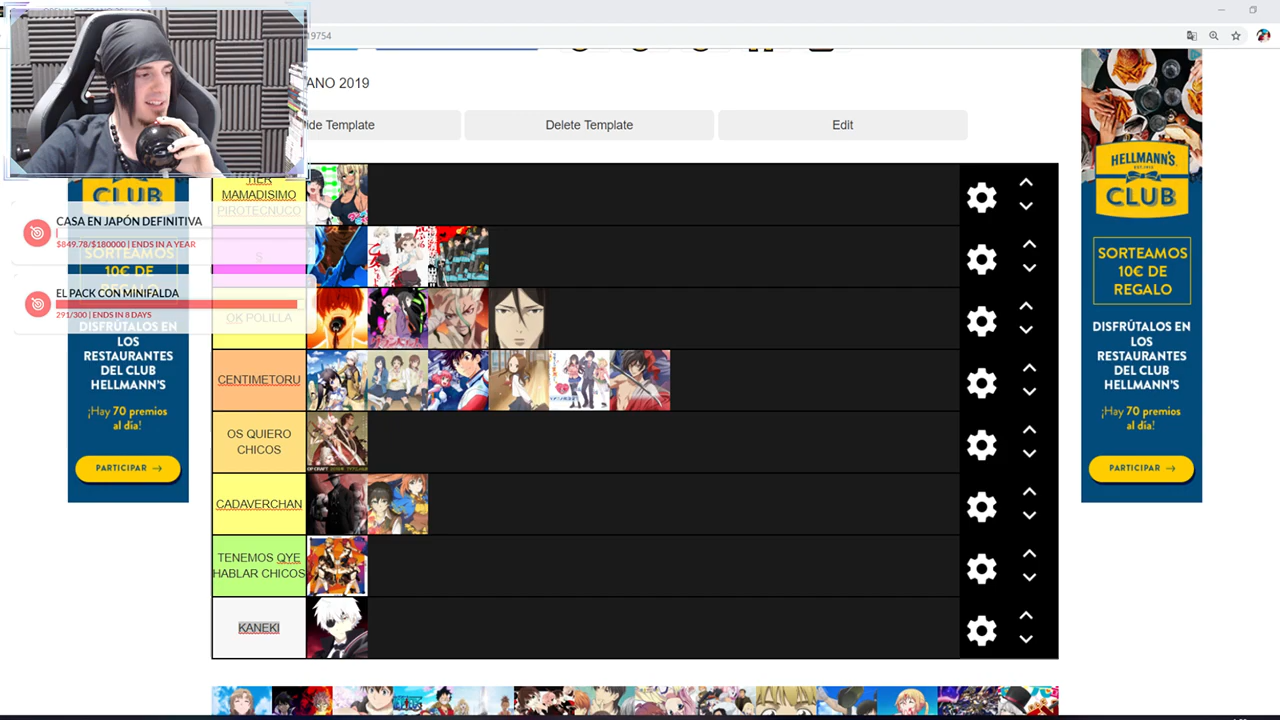 19754
ANO 2019
ide Template
Delete Template
Edit
TIER
MAMADISIMO
PIROTECNUCO
S
OK POLILLA
CENTIMETORU
OS QUIERO
CHICOS
CADAVERCHAN
TENEMOS QYE
HABLAR CHICOS
KANEKI
CASA EN JAPÓN DEFINITIVA
$849.78/$180000 | ENDS IN A YEAR
EL PACK CON MINIFALDA
291/300 | ENDS IN 8 DAYS
CLUB
SORTEAMOS
10€ DE
REGALO
DISFRÚTALOS EN
LOS
RESTAURANTES
DEL CLUB
HELLMANN'S
¡Hay 70 premios
al día!
PARTICIPAR →
HELLMANN'S
CLUB
SORTEAMOS
10€ DE
REGALO
DISFRÚTALOS EN
LOS
RESTAURANTES
DEL CLUB
HELLMANN'S
¡Hay 70 premios
al día!
PARTICIPAR →